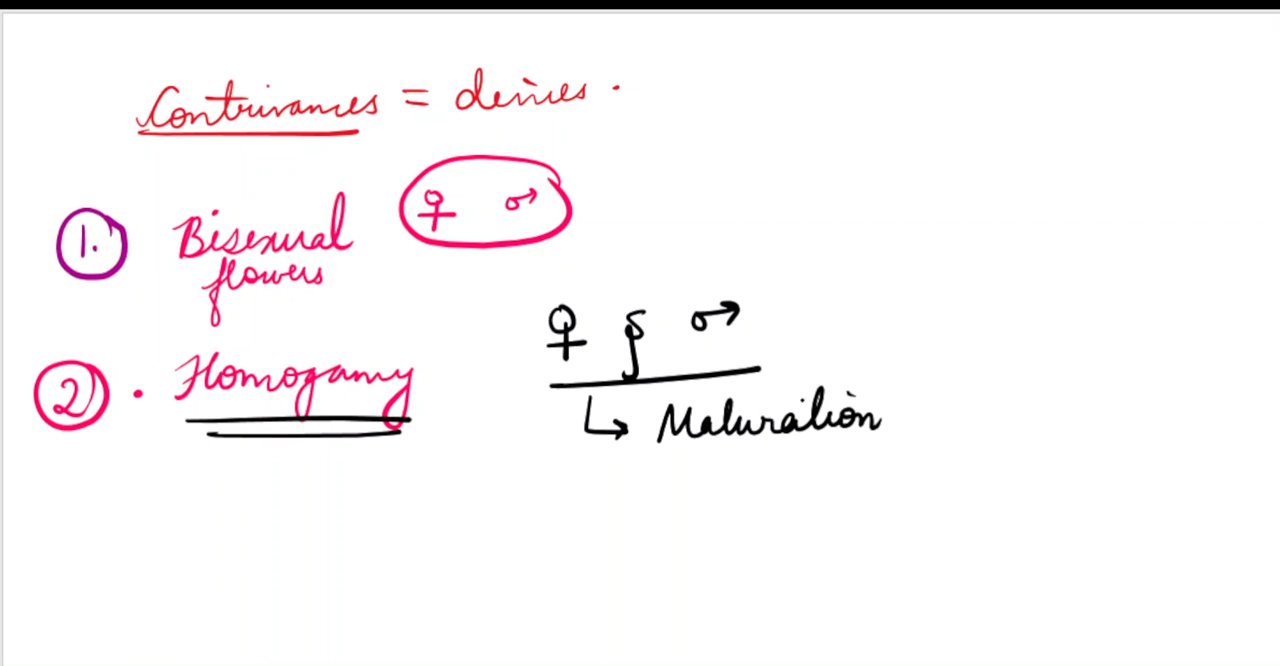 Contrivances = devices.
1. Bisexual ♀ ♂
flowers
♀ & ♂
2. Homogamy
↳ Maturation